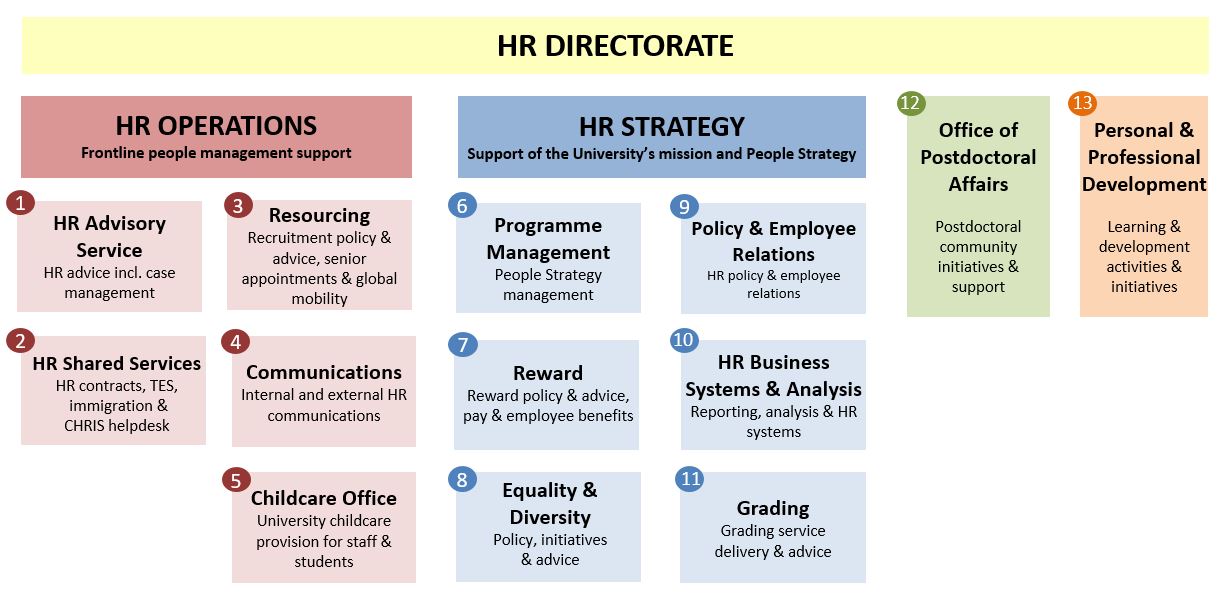 HR DIRECTORATE
HR OPERATIONS
Frontline people management support
1
HR Advisory
Service
HR advice incl. case
management
2
HR Shared Services
HR contracts, TES,
immigration &
CHRIS helpdesk
3
Resourcing
Recruitment policy &
advice, senior
appointments & global
mobility
4
Communications
Internal and external HR
communications
5
Childcare Office
University childcare
provision for staff &
students
HR STRATEGY
Support of the University's mission and People Strategy
6
Programme
Management
People Strategy
management
7
Reward
Reward policy & advice,
pay & employee benefits
8
Equality &
Diversity
Policy, initiatives
& advice
9
Policy & Employee
Relations
HR policy & employee
relations
10
HR Business
Systems & Analysis
Reporting, analysis & HR
systems
11
Grading
Grading service
delivery & advice
12
Office of
Postdoctoral
Affairs
Postdoctoral
community
initiatives &
support
13
Personal &
Professional
Development
Learning &
development
activities &
initiatives